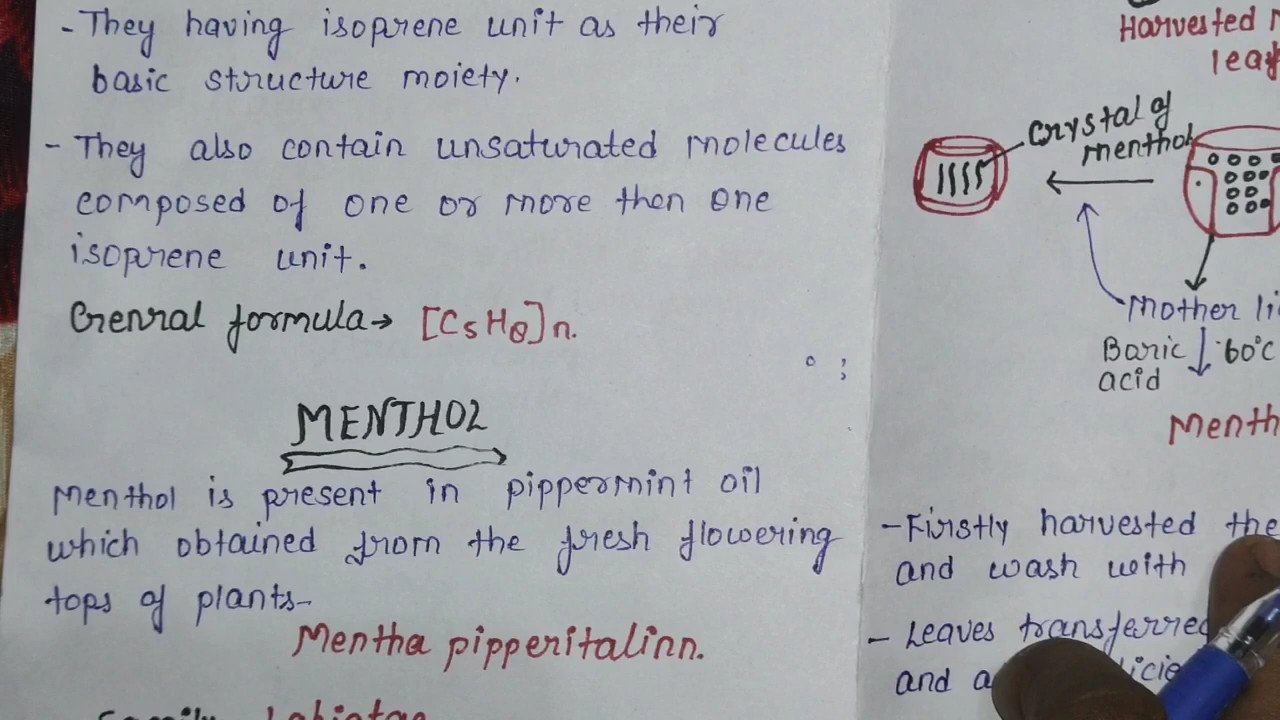 - They having isoprene unit as their
basic structure moiety.
- They also contain unsaturated molecules
composed of one or more then one
isoprene unit.
Genral formula→ [C5H8]n.
MENTHOL
Menthol is present in pippermint oil
which obtained from the fresh flowering
tops of plants-
Mentha pipperitalinn.
Family Labiatae
Harvested
leaf
Crystal of
menthol
Mother li
Baric 60°C
acid
Menth
- Firstly harvested the
and wash with
- Leaves transferred
and